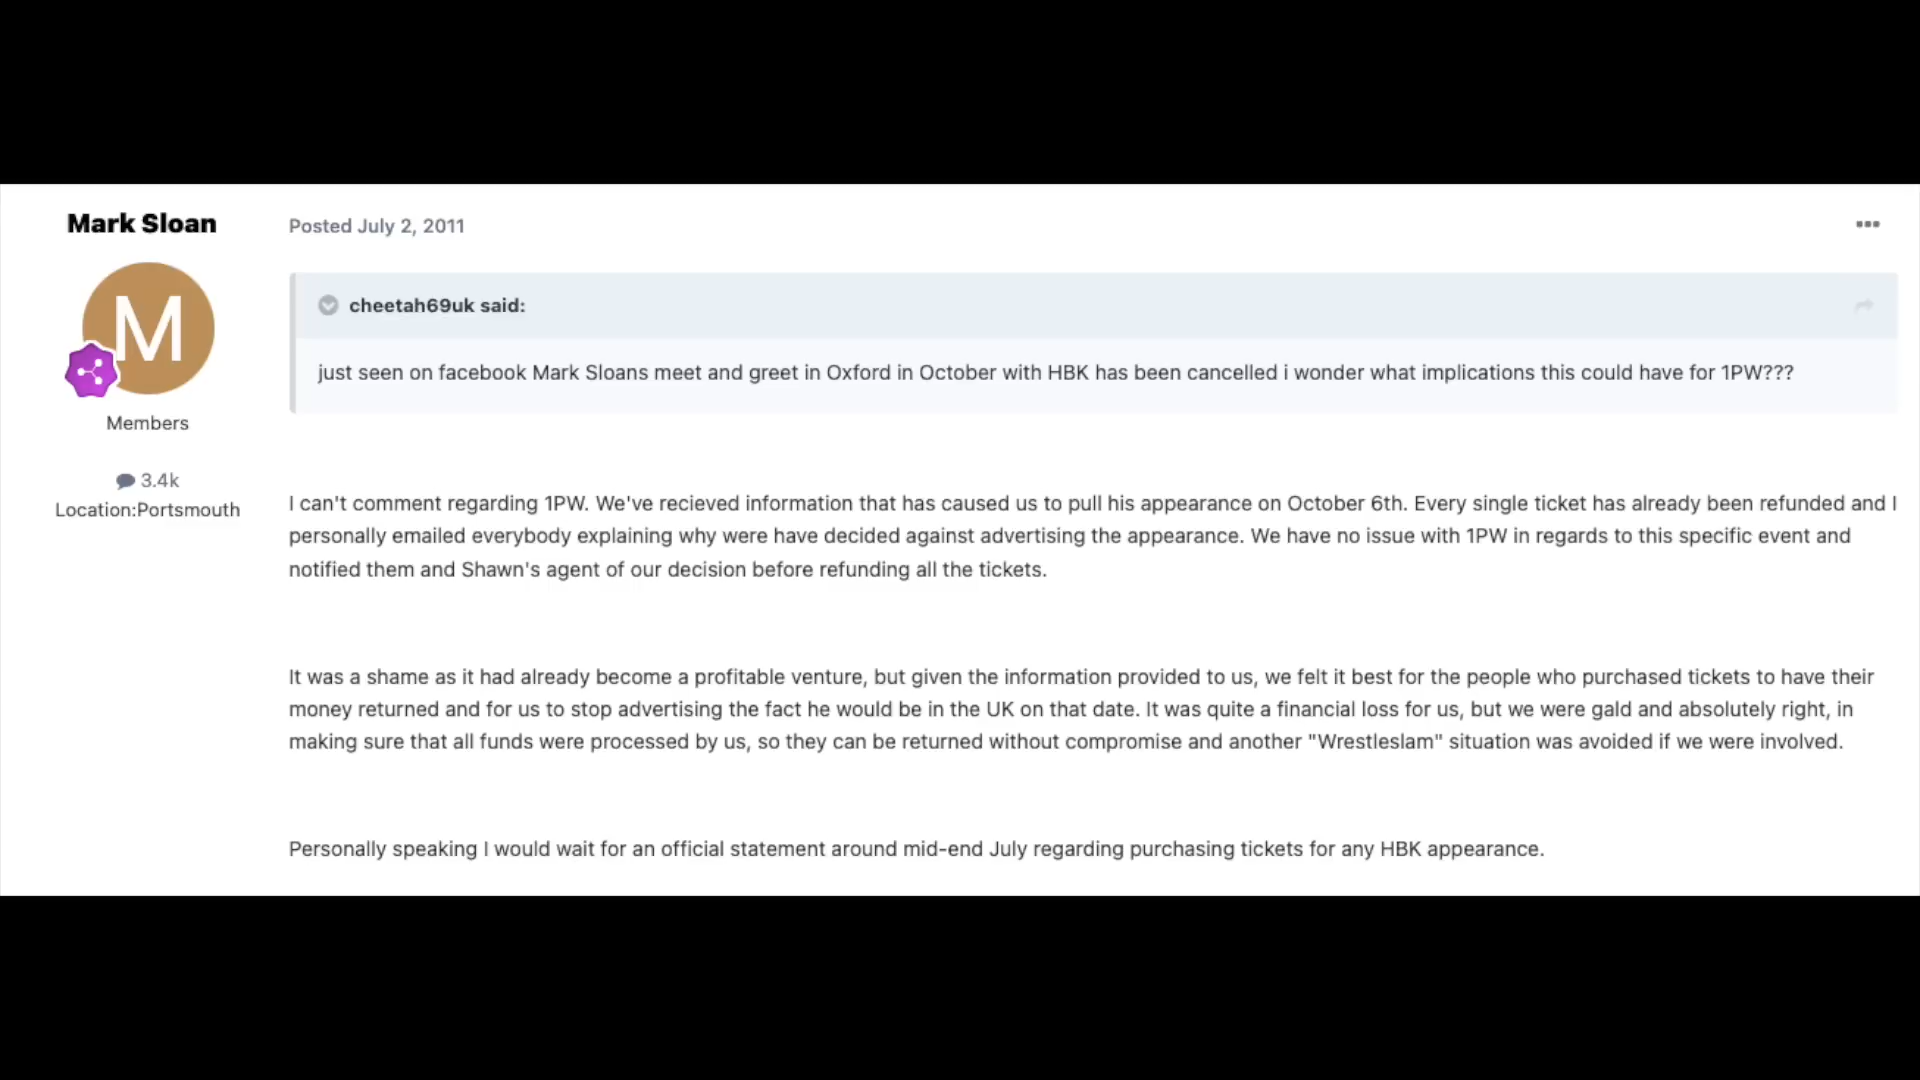 Mark Sloan
Posted July 2, 2011
M
Members
3.4k
Location:Portsmouth
cheetah69uk said:
just seen on facebook Mark Sloans meet and greet in Oxford in October with HBK has been cancelled i wonder what implications this could have for 1PW???
I can't comment regarding 1PW. We've recieved information that has caused us to pull his appearance on October 6th. Every single ticket has already been refunded and I
personally emailed everybody explaining why were have decided against advertising the appearance. We have no issue with 1PW in regards to this specific event and
notified them and Shawn's agent of our decision before refunding all the tickets.
It was a shame as it had already become a profitable venture, but given the information provided to us, we felt it best for the people who purchased tickets to have their
money returned and for us to stop advertising the fact he would be in the UK on that date. It was quite a financial loss for us, but we were gald and absolutely right, in
making sure that all funds were processed by us, so they can be returned without compromise and another "Wrestleslam" situation was avoided if we were involved.
Personally speaking I would wait for an official statement around mid-end July regarding purchasing tickets for any HBK appearance.